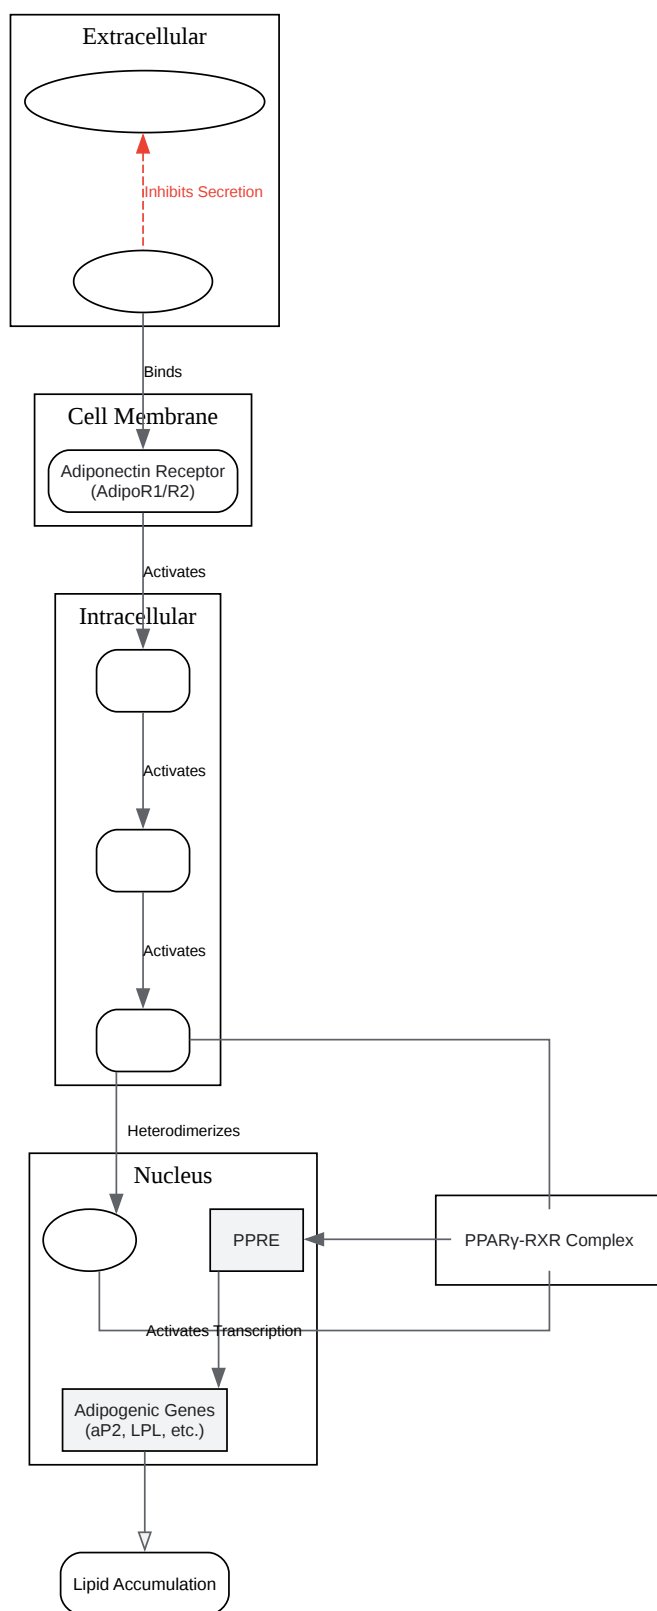 Extracellular
Inhibits Secretion
Binds
Cell Membrane
Adiponectin Receptor
(AdipoR1/R2)
Activates
Intracellular
Activates
Activates
Heterodimerizes
Nucleus
PPRE
PPARγ-RXR Complex
Activates Transcription
Adipogenic Genes
(aP2, LPL, etc.)
Lipid Accumulation